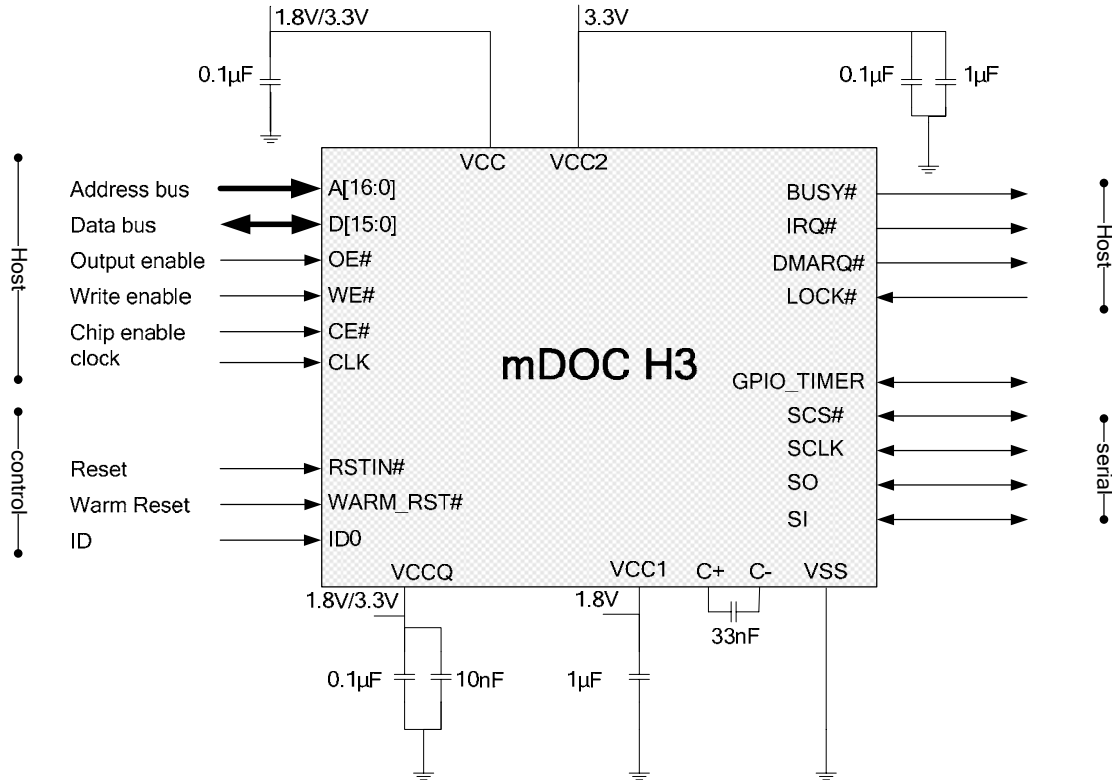 1.8V/3.3V
3.3V
0.1µF
0.1µF
1µF
VCC
VCC2
Host
Address bus
A[16:0]
Data bus
D[15:0]
Output enable
OE#
Write enable
WE#
Chip enable
CE#
clock
CLK
control
Reset
RSTIN#
Warm Reset
WARM_RST#
ID
ID0
mDOC H3
BUSY#
IRQ#
DMARQ#
LOCK#
Host
GPIO_TIMER
SCS#
SCLK
SO
SI
serial
VCCQ
VCC1
C+
C-
VSS
1.8V/3.3V
1.8V
33nF
0.1µF
10nF
1µF